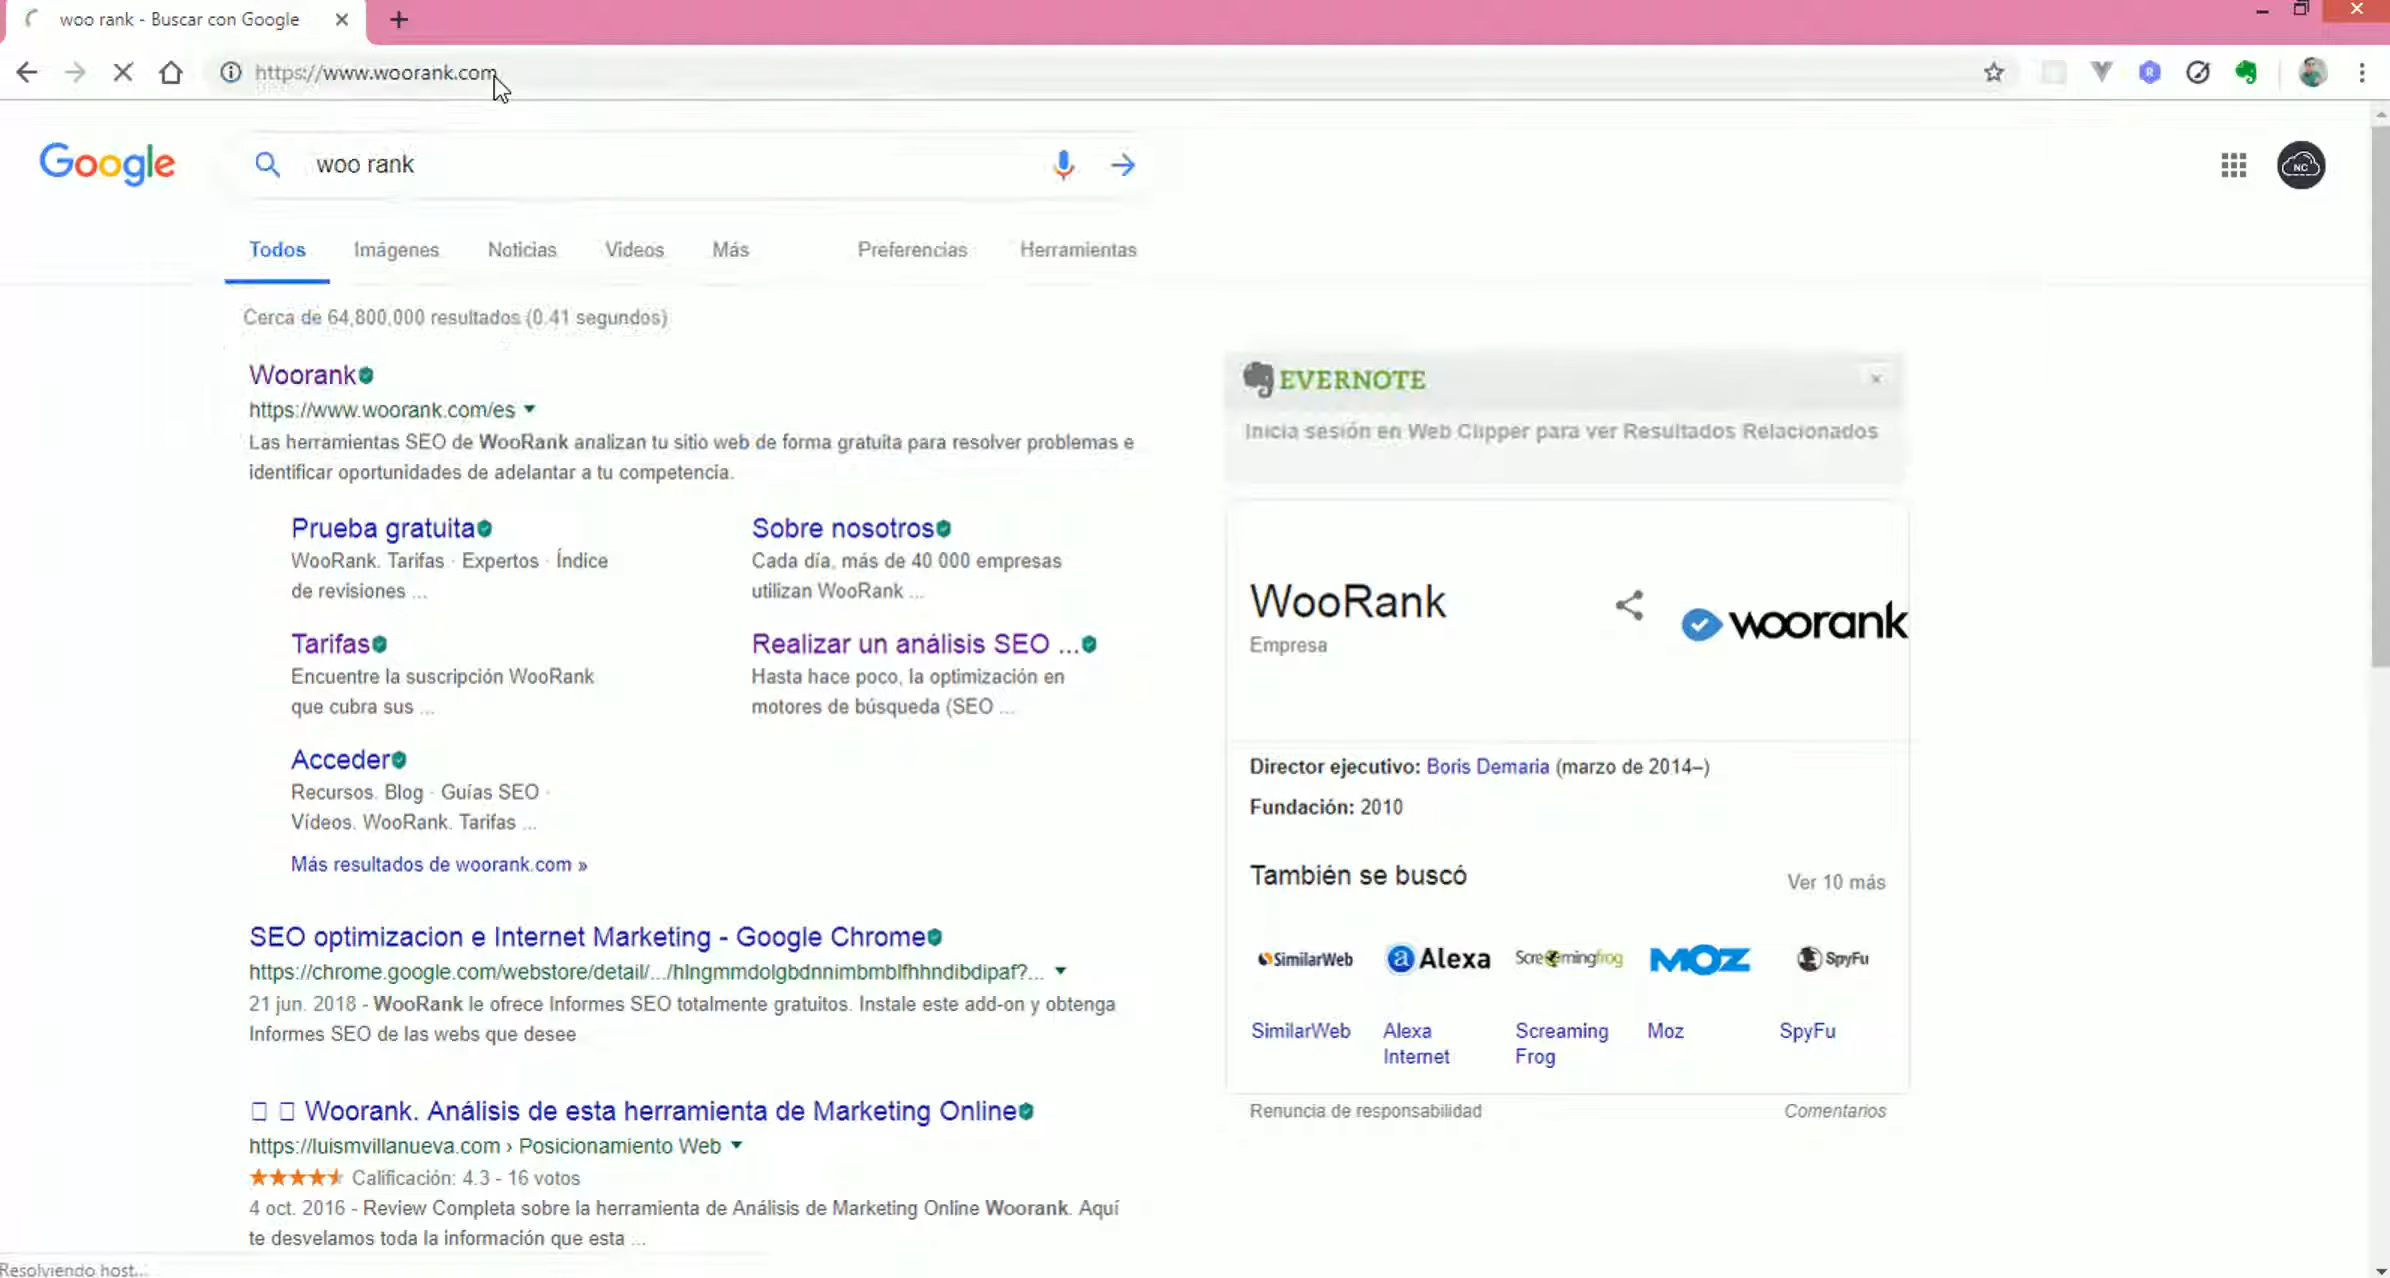 woo rank - Buscar con Google
https://www.woorank.com
Google
woo rank
NC
Todos Imágenes Noticias Videos Más Preferencias Herramientas
Cerca de 64,800,000 resultados (0.41 segundos)
Woorank
https://www.woorank.com/es
Las herramientas SEO de WooRank analizan tu sitio web de forma gratuita para resolver problemas e
identificar oportunidades de adelantar a tu competencia.
Prueba gratuita
WooRank. Tarifas · Expertos · Índice
de revisiones ...
Sobre nosotros
Cada día, más de 40 000 empresas
utilizan WooRank ...
Tarifas
Encuentre la suscripción WooRank
que cubra sus ...
Realizar un análisis SEO ...
Hasta hace poco, la optimización en
motores de búsqueda (SEO ...
Acceder
Recursos. Blog · Guías SEO ·
Vídeos. WooRank. Tarifas ...
Más resultados de woorank.com »
SEO optimizacion e Internet Marketing - Google Chrome
https://chrome.google.com/webstore/detail/.../hlngmmdolgbdnnimbmblfhhndibdipaf?...
21 jun. 2018 - WooRank le ofrece Informes SEO totalmente gratuitos. Instale este add-on y obtenga
Informes SEO de las webs que desee
Woorank. Análisis de esta herramienta de Marketing Online
https://luismvillanueva.com › Posicionamiento Web
Calificación: 4.3 - 16 votos
4 oct. 2016 - Review Completa sobre la herramienta de Análisis de Marketing Online Woorank. Aquí
te desvelamos toda la información que esta ...
EVERNOTE
Inicia sesión en Web Clipper para ver Resultados Relacionados
WooRank
Empresa
woorank
Director ejecutivo: Boris Demaria (marzo de 2014–)
Fundación: 2010
También se buscó
Ver 10 más
SimilarWeb
Alexa
Screamingfrog
MOZ
SpyFu
SimilarWeb
Alexa
Internet
Screaming
Frog
Moz
SpyFu
Renuncia de responsabilidad
Comentarios
Resolviendo host...